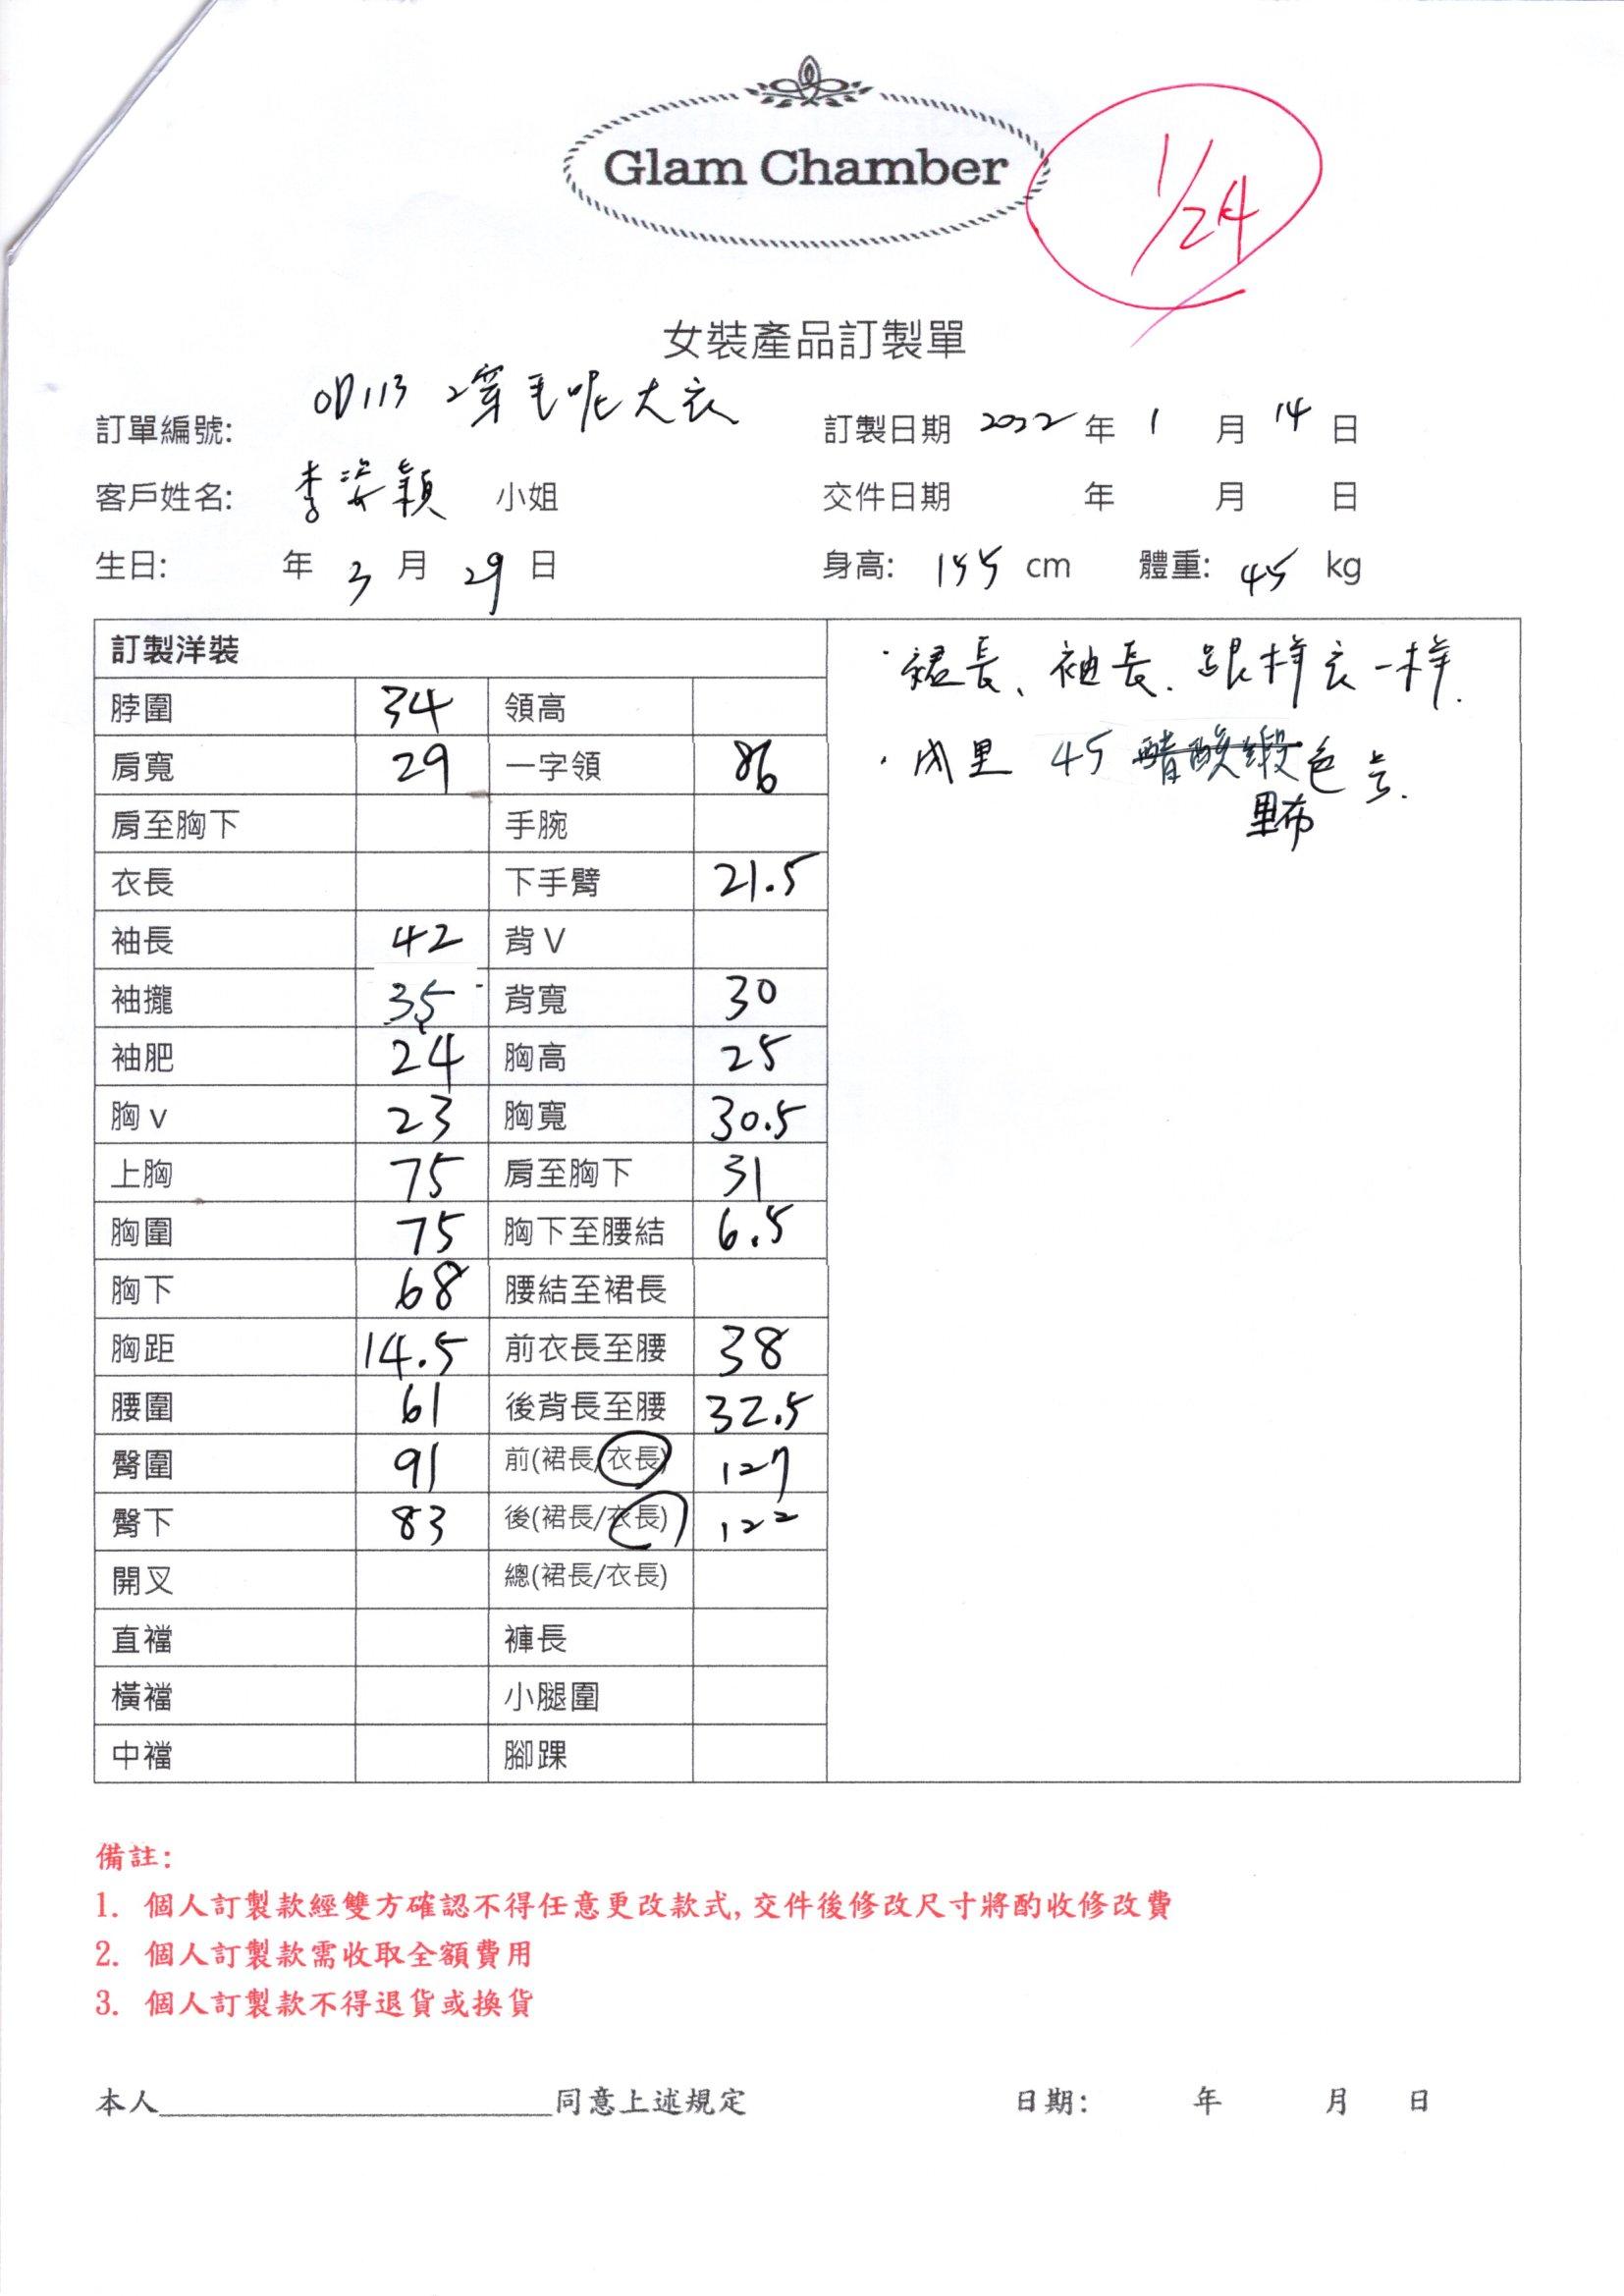 Glam Chamber
1/24
女裝產品訂製單
訂單編號: OD113 2穿毛呢大衣 訂製日期 2022 年 1 月 14 日
客戶姓名: 李姿穎 小姐 交件日期 年 月 日
生日: 年 3 月 29 日 身高: 155 cm 體重: 45 kg
訂製洋裝
脖圍 34 領高
肩寬 29 一字領 86
肩至胸下 手腕
衣長 下手臂 21.5
袖長 42 背V
袖攏 35 背寬 30
袖肥 24 胸高 25
胸v 23 胸寬 30.5
上胸 75 肩至胸下 31
胸圍 75 胸下至腰結 6.5
胸下 68 腰結至裙長
胸距 14.5 前衣長至腰 38
腰圍 61 後背長至腰 32.5
臀圍 91 前(裙長/衣長) 127
臀下 83 後(裙長/衣長) 122
開叉 總(裙長/衣長)
直襠 褲長
橫襠 小腿圍
中襠 腳踝
·裙長、袖長.跟样衣一样.
·内里 45 醋酸緞色号.
里布
備註:
1. 個人訂製款經雙方確認不得任意更改款式,交件後修改尺寸將酌收修改費
2. 個人訂製款需收取全額費用
3. 個人訂製款不得退貨或換貨
本人________________同意上述規定 日期: 年 月 日